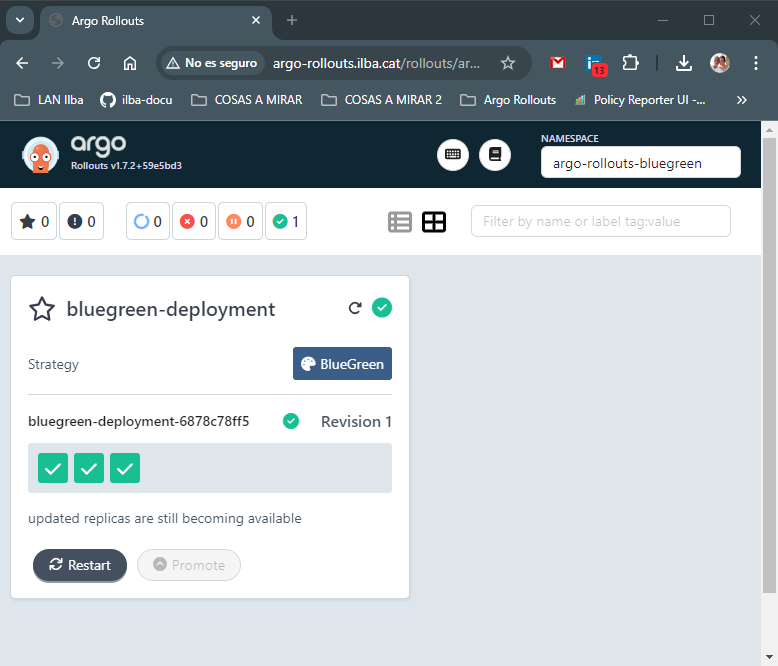 Argo Rollouts
No es seguro
argo-rollouts.ilba.cat/rollouts/ar...
13
LAN Ilba
ilba-docu
COSAS A MIRAR
COSAS A MIRAR 2
Argo Rollouts
Policy Reporter UI -...
argo
Rollouts v1.7.2+59e5bd3
NAMESPACE
argo-rollouts-bluegreen
0
0
0
0
0
1
Filter by name or label tag:value
bluegreen-deployment
Strategy
BlueGreen
bluegreen-deployment-6878c78ff5
Revision 1
updated replicas are still becoming available
Restart
Promote